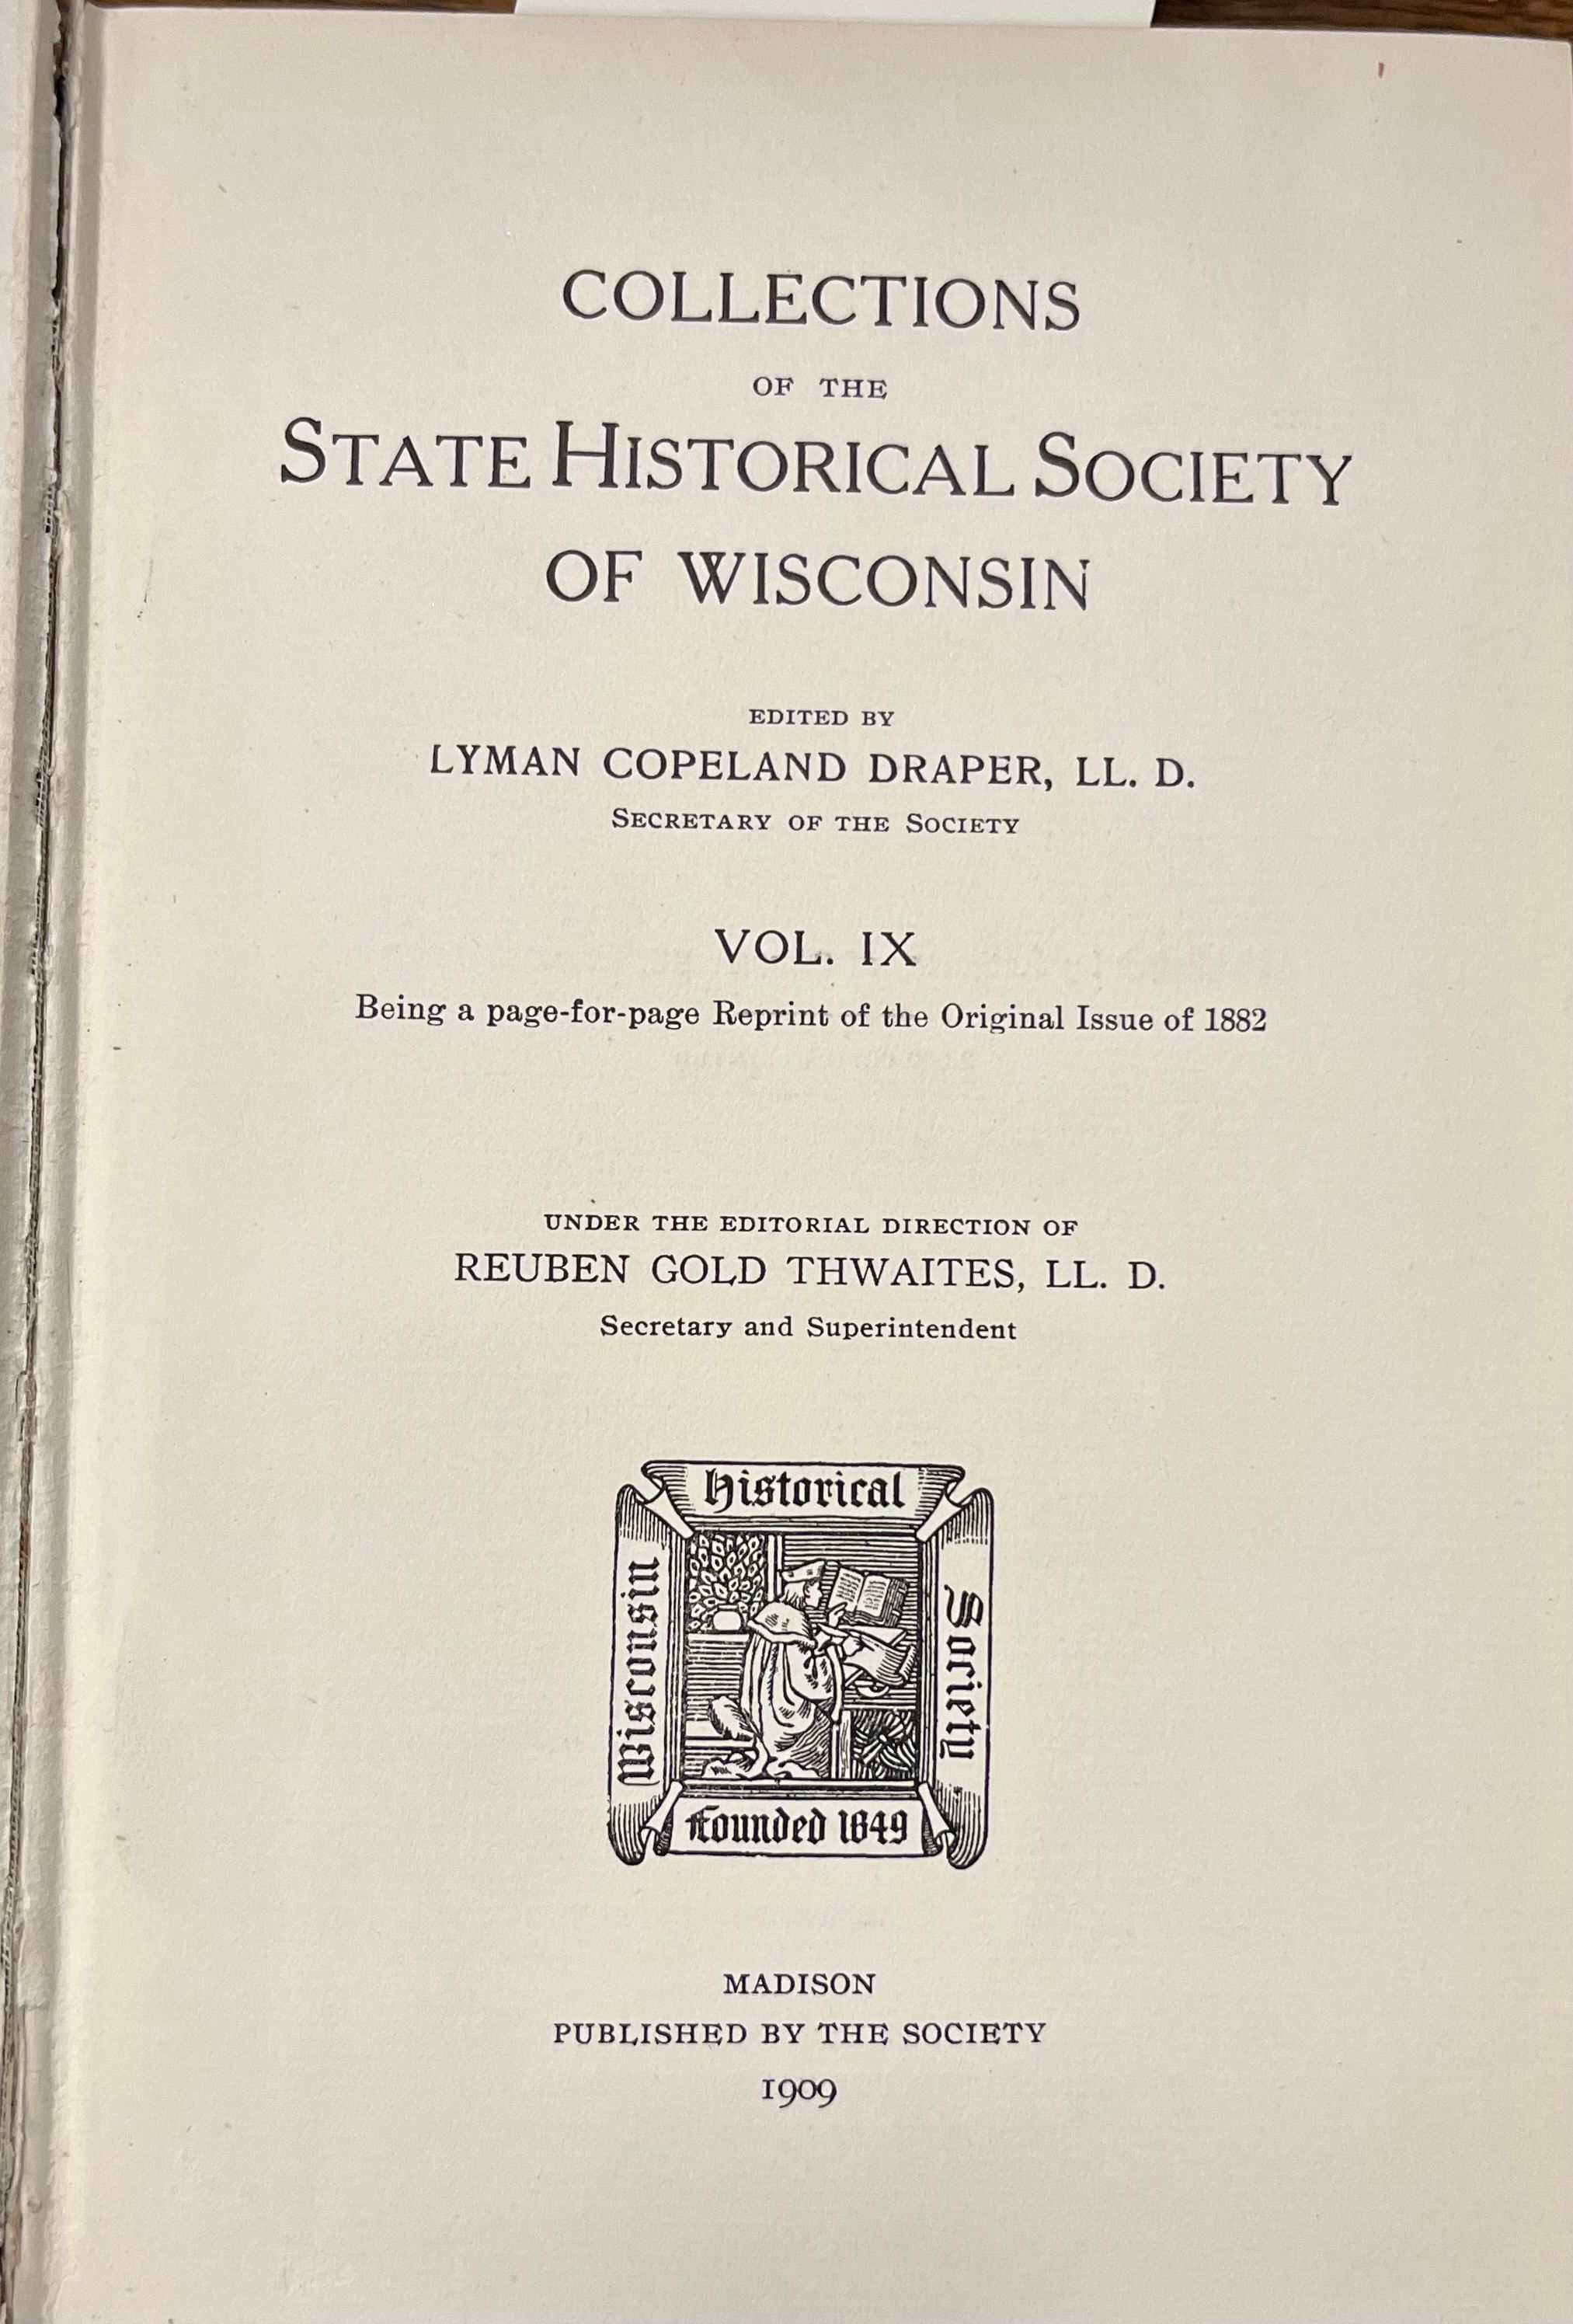 COLLECTIONS
OF THE
STATE HISTORICAL SOCIETY
OF WISCONSIN
EDITED BY
LYMAN COPELAND DRAPER, LL. D.
SECRETARY OF THE SOCIETY
VOL. IX
Being a page-for-page Reprint of the Original Issue of 1882
UNDER THE EDITORIAL DIRECTION OF
REUBEN GOLD THWAITES, LL. D.
Secretary and Superintendent
Wisconsin
Historical
Society
Founded 1849
MADISON
PUBLISHED BY THE SOCIETY
1909